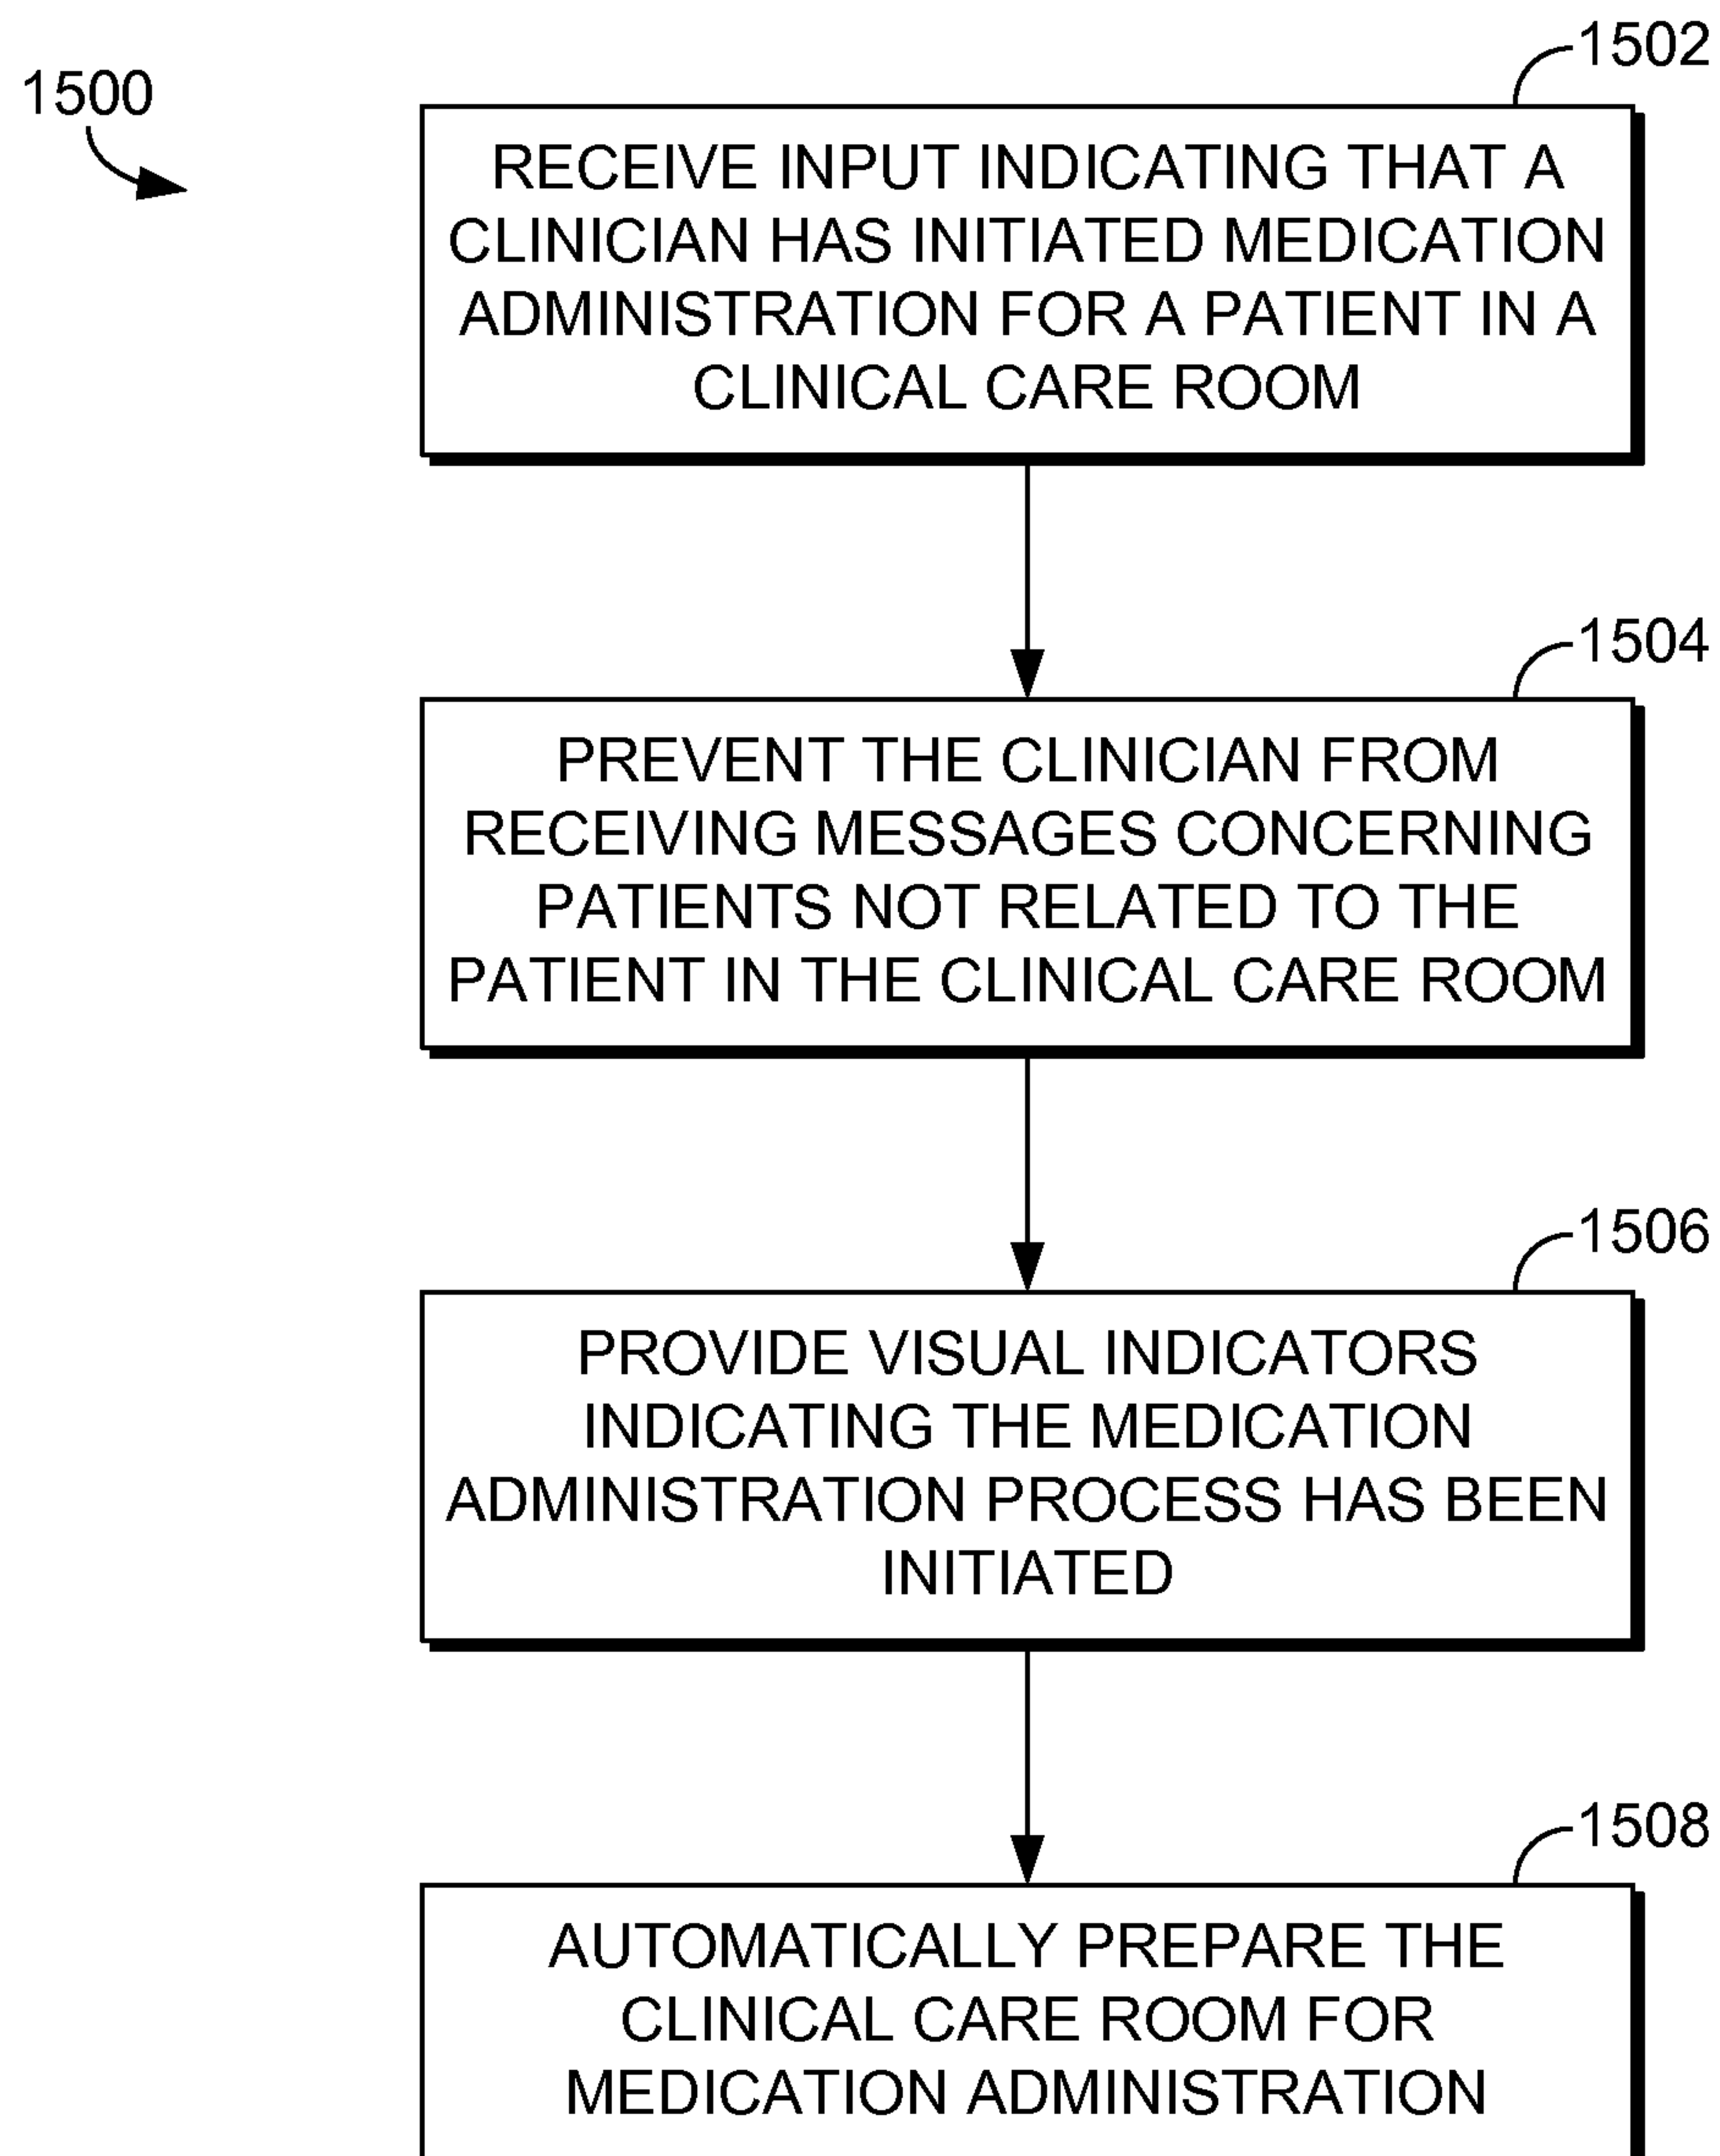 1500
1502
RECEIVE INPUT INDICATING THAT A
CLINICIAN HAS INITIATED MEDICATION
ADMINISTRATION FOR A PATIENT IN A
CLINICAL CARE ROOM
1504
PREVENT THE CLINICIAN FROM
RECEIVING MESSAGES CONCERNING
PATIENTS NOT RELATED TO THE
PATIENT IN THE CLINICAL CARE ROOM
1506
PROVIDE VISUAL INDICATORS
INDICATING THE MEDICATION
ADMINISTRATION PROCESS HAS BEEN
INITIATED
1508
AUTOMATICALLY PREPARE THE
CLINICAL CARE ROOM FOR
MEDICATION ADMINISTRATION